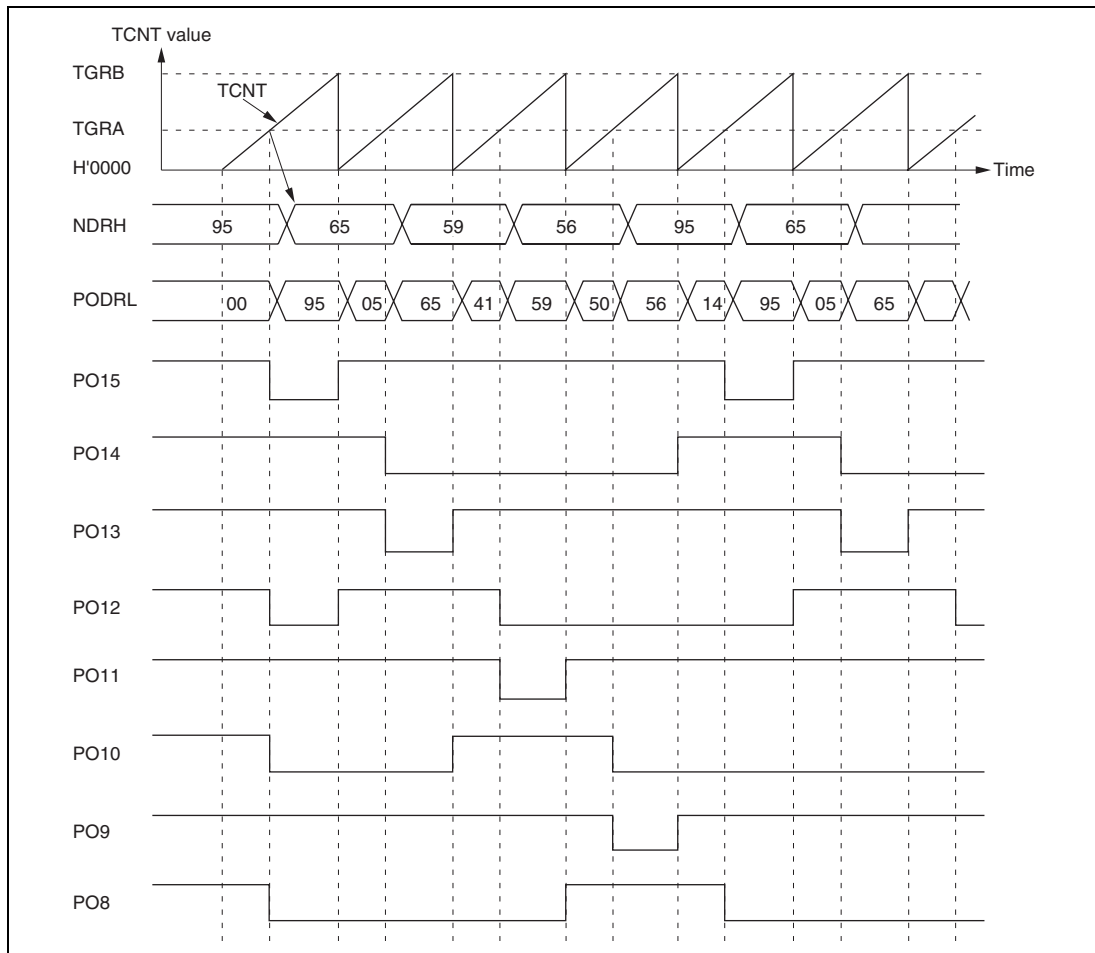 TCNT value
TGRB
TCNT
TGRA
H'0000
Time
NDRH 95 65 59 56 95 65
PODRL 00 95 05 65 41 59 50 56 14 95 05 65
PO15
PO14
PO13
PO12
PO11
PO10
PO9
PO8